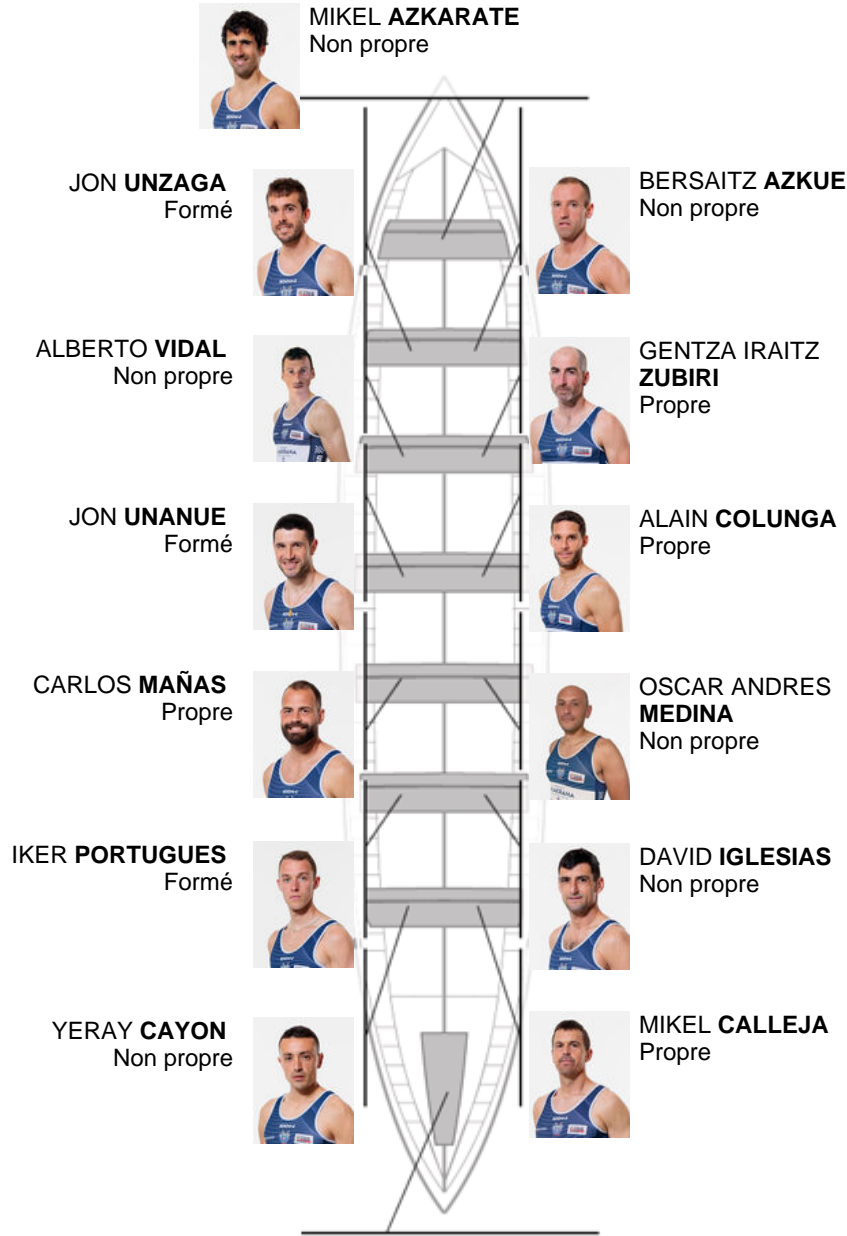 MIKEL AZKARATE
Non propre
JON UNZAGA
Formé
BERSAITZ AZKUE
Non propre
ALBERTO VIDAL
Non propre
GENTZA IRAITZ
ZUBIRI
Propre
JON UNANUE
Formé
ALAIN COLUNGA
Propre
CARLOS MAÑAS
Propre
OSCAR ANDRES
MEDINA
Non propre
IKER PORTUGUES
Formé
DAVID IGLESIAS
Non propre
YERAY CAYON
Non propre
MIKEL CALLEJA
Propre